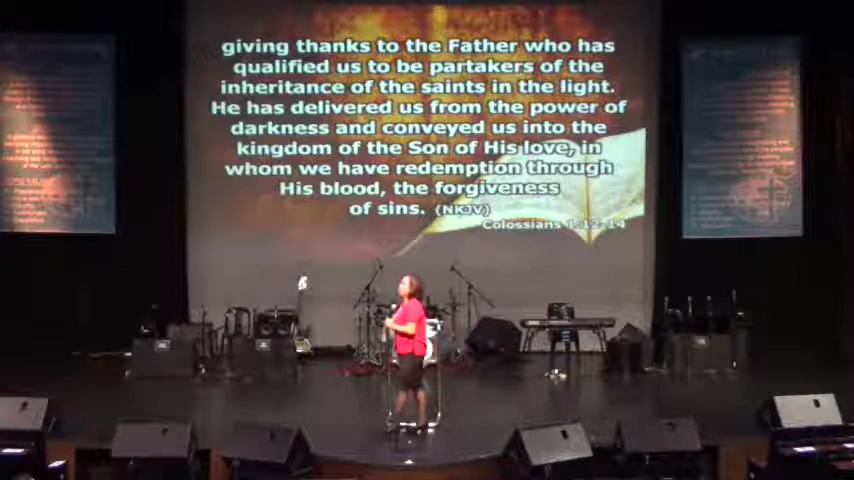 giving thanks to the Father who has
qualified us to be partakers of the
inheritance of the saints in the light.
He has delivered us from the power of
darkness and conveyed us into the
kingdom of the Son of His love, in
whom we have redemption through
His blood, the forgiveness
of sins. (NKJV)
Colossians 1:12-14